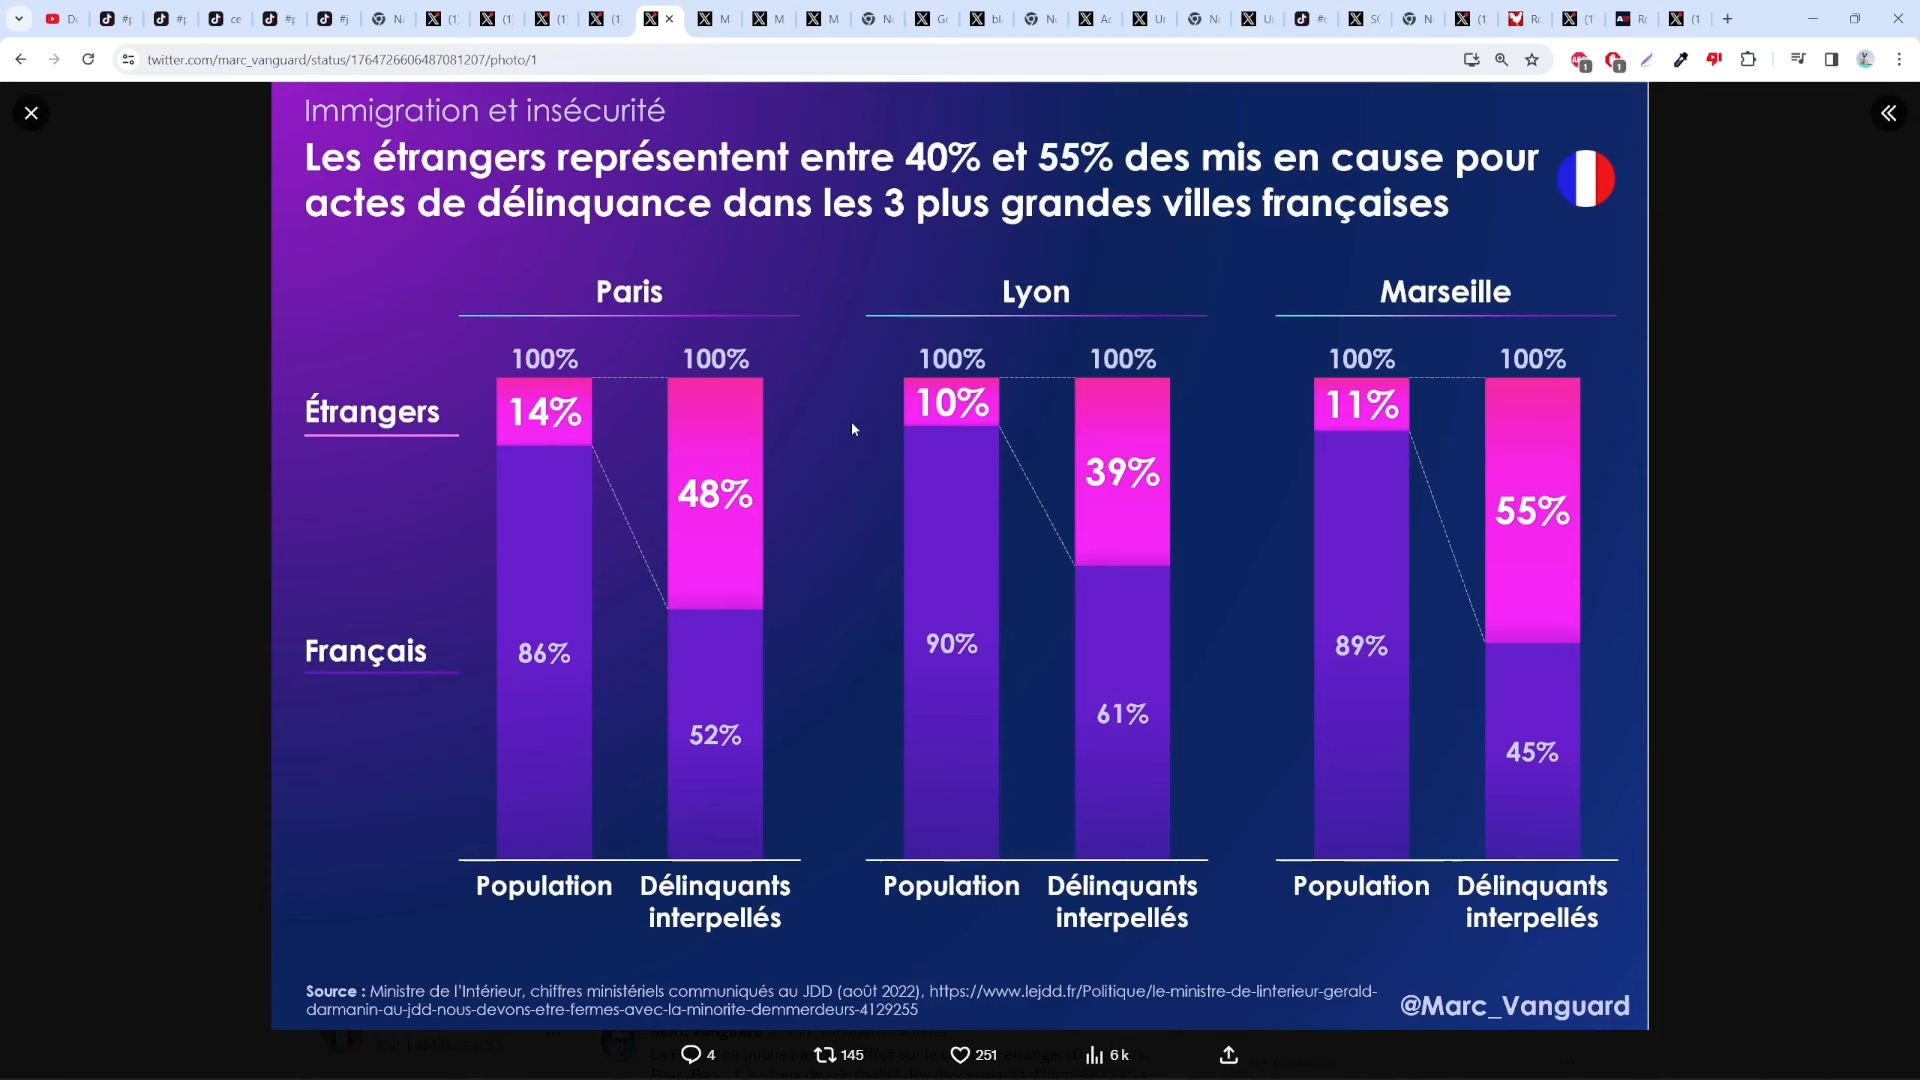 twitter.com/marc_vanguard/status/1764726606487081207/photo/1
Immigration et insécurité
Les étrangers représentent entre 40% et 55% des mis en cause pour
actes de délinquance dans les 3 plus grandes villes françaises
Paris Lyon Marseille
100% 100% 100% 100% 100% 100%
Étrangers 14% 48% 10% 39% 11% 55%
Français 86% 52% 90% 61% 89% 45%
Population Délinquants Population Délinquants Population Délinquants
interpellés interpellés interpellés
Source : Ministre de l'Intérieur, chiffres ministériels communiqués au JDD (août 2022), https://www.lejdd.fr/Politique/le-ministre-de-linterieur-gerald-
darmanin-au-jdd-nous-devons-etre-fermes-avec-la-minorite-demmerdeurs-4129255
@Marc_Vanguard
4 145 251 6 k